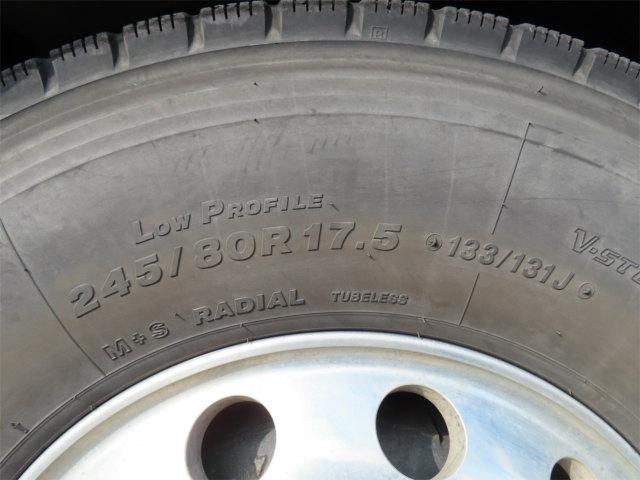 LOW PROFILE
245/80R17.5 133/131J
M+S RADIAL TUBELESS